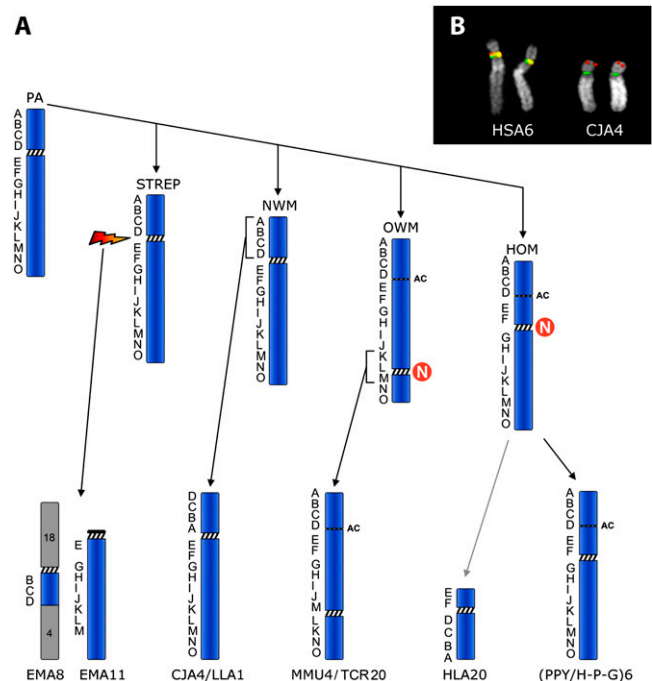 A
B
HSA6
CJA4
PA
A
B
C
D
E
F
G
H
I
J
K
L
M
N
O
STREP
A
B
C
D
E
F
G
H
I
J
K
L
M
N
O
NWM
A
B
C
D
E
F
G
H
I
J
K
L
M
N
O
OWM
A
B
C
D
AC
E
F
G
H
I
J
K
L
M
N
N
O
HOM
A
B
C
D
AC
E
F
N
G
H
I
J
K
L
M
N
O
18
B
C
D
4
EMA8
E
G
H
I
J
K
L
M
EMA11
D
C
B
A
E
F
G
H
I
J
K
L
M
N
O
CJA4/LLA1
A
B
C
D
AC
E
F
G
H
I
J
M
L
K
N
O
MMU4/TCR20
E
F
D
C
B
A
HLA20
A
B
C
D
AC
E
F
G
H
I
J
K
L
M
N
O
(PPY/H-P-G)6